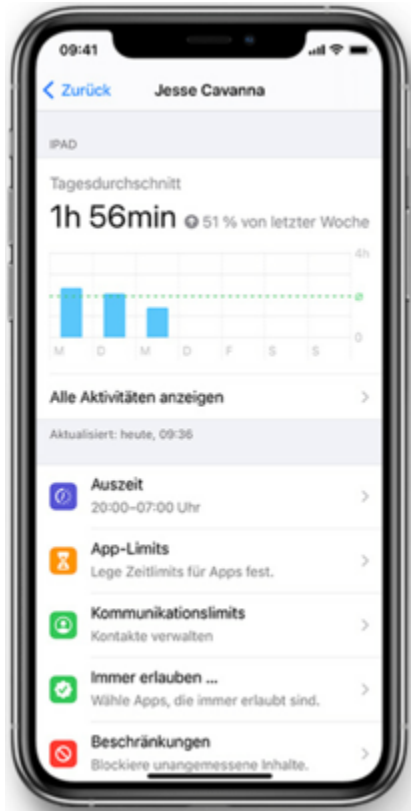 09:41
Zurück
Jesse Cavanna
IPAD
Tagesdurchschnitt
1h 56min 51 % von letzter Woche
4h
ø
0
M D M D F S S
Alle Aktivitäten anzeigen
Aktualisiert: heute, 09:36
Auszeit
20:00–07:00 Uhr
App-Limits
Lege Zeitlimits für Apps fest.
Kommunikationslimits
Kontakte verwalten
Immer erlauben ...
Wähle Apps, die immer erlaubt sind.
Beschränkungen
Blockiere unangemessene Inhalte.